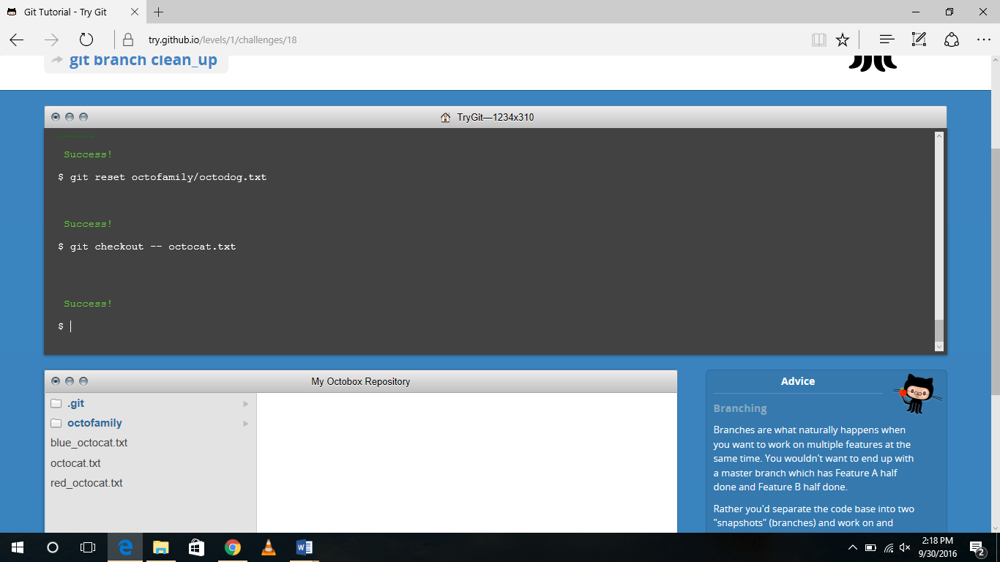 Git Tutorial - Try Git
try.github.io/levels/1/challenges/18
git branch clean_up
TryGit—1234x310
Success!
$ git reset octofamily/octodog.txt
Success!
$ git checkout -- octocat.txt
Success!
$
My Octobox Repository
.git
octofamily
blue_octocat.txt
octocat.txt
red_octocat.txt
Advice
Branching
Branches are what naturally happens when
you want to work on multiple features at the
same time. You wouldn't want to end up with
a master branch which has Feature A half
done and Feature B half done.
Rather you'd separate the code base into two
"snapshots" (branches) and work on and
2:18 PM
9/30/2016
2